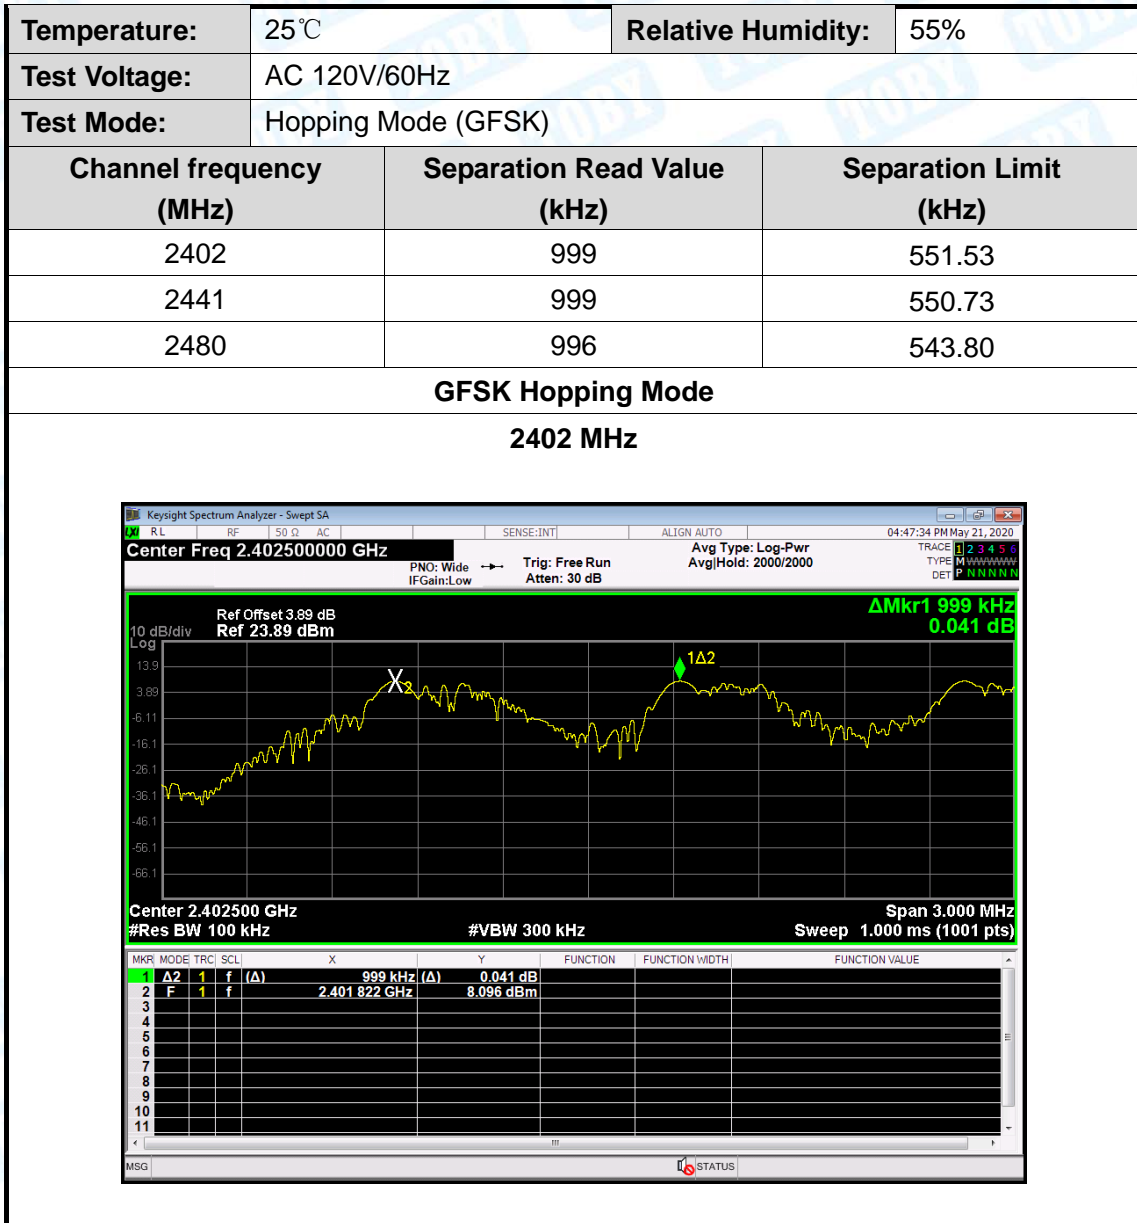 Temperature: 25℃ Relative Humidity: 55%
Test Voltage: AC 120V/60Hz
Test Mode: Hopping Mode (GFSK)
Channel frequency (MHz) Separation Read Value (kHz) Separation Limit (kHz)
2402 999 551.53
2441 999 550.73
2480 996 543.80
GFSK Hopping Mode
2402 MHz
Keysight Spectrum Analyzer - Swept SA
LXI RL RF 50 Ω AC SENSE:INT ALIGN AUTO 04:47:34 PM May 21, 2020
Center Freq 2.402500000 GHz
PNO: Wide
IFGain:Low
Trig: Free Run
Atten: 30 dB
Avg Type: Log-Pwr
Avg|Hold: 2000/2000
TRACE 1 2 3 4 5 6
TYPE M WWWWW
DET P N N N N N
ΔMkr1 999 kHz
0.041 dB
Ref Offset 3.89 dB
10 dB/div Ref 23.89 dBm
Log
1Δ2
X2
13.9
3.89
-6.11
-16.1
-26.1
-36.1
-46.1
-56.1
-66.1
Center 2.402500 GHz Span 3.000 MHz
#Res BW 100 kHz #VBW 300 kHz Sweep 1.000 ms (1001 pts)
MKR MODE TRC SCL X Y FUNCTION FUNCTION WIDTH FUNCTION VALUE
1 Δ2 1 f (Δ) 999 kHz (Δ) 0.041 dB
2 F 1 f 2.401 822 GHz 8.096 dBm
3
4
5
6
7
8
9
10
11
MSG STATUS
TOBY